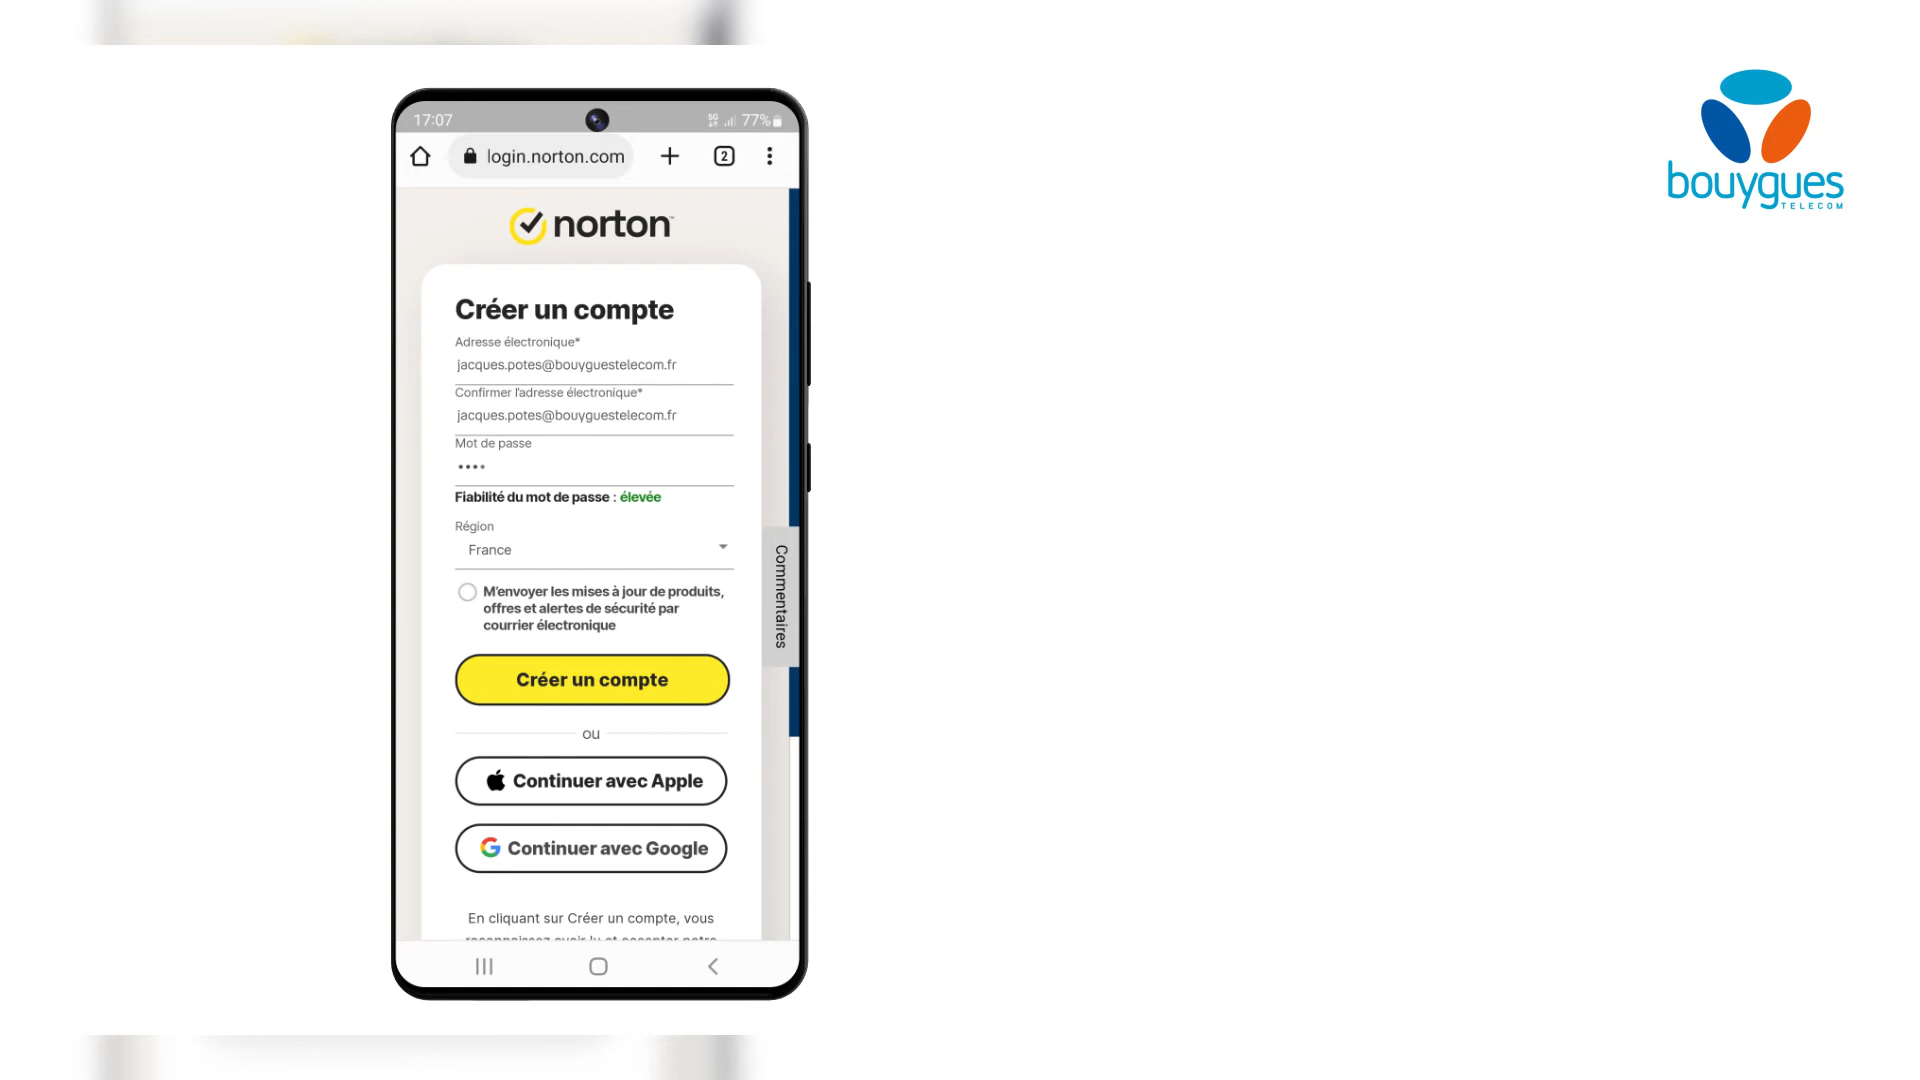 17:07
5G 77%
login.norton.com
2
norton™
Créer un compte
Adresse électronique*
jacques.potes@bouyguestelecom.fr
Confirmer l'adresse électronique*
jacques.potes@bouyguestelecom.fr
Mot de passe
••••
Fiabilité du mot de passe : élevée
Région
France
M'envoyer les mises à jour de produits,
offres et alertes de sécurité par
courrier électronique
Créer un compte
ou
Continuer avec Apple
Continuer avec Google
En cliquant sur Créer un compte, vous
Commentaires
bouygues
TELECOM